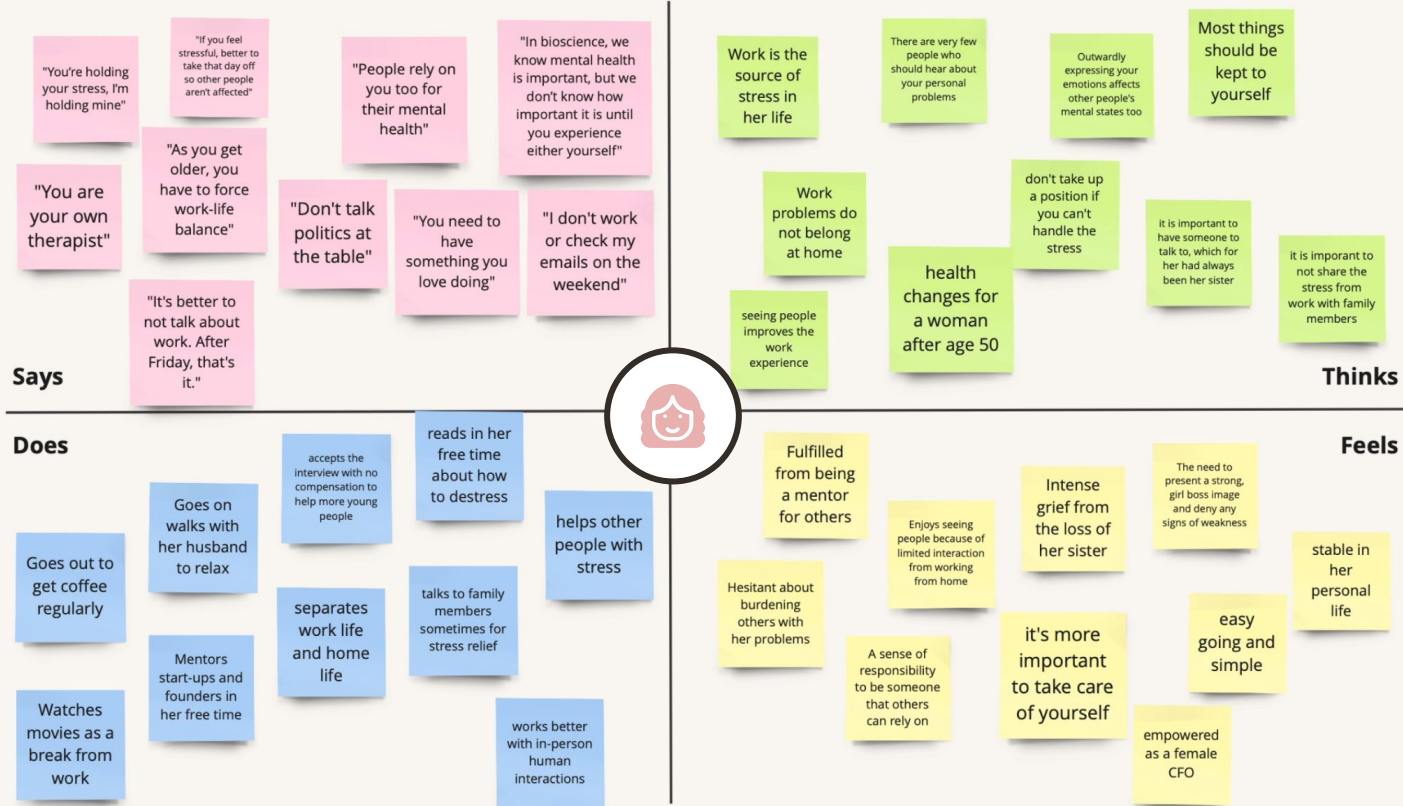 "You're holding
your stress, I'm
holding mine"
"If you feel
stressful, better to
take that day off
so other people
aren't affected"
"People rely on
you too for
their mental
health"
"In bioscience, we
know mental health
is important, but we
don't know how
important it is until
you experience
either yourself"
"You are
your own
therapist"
"As you get
older, you
have to force
work-life
balance"
"Don't talk
politics at
the table"
"You need to
have
something you
love doing"
"I don't work
or check my
emails on the
weekend"
"It's better to
not talk about
work. After
Friday, that's
it."
Says
Work is the
source of
stress in
her life
There are very few
people who
should hear about
your personal
problems
Outwardly
expressing your
emotions affects
other people's
mental states too
Most things
should be
kept to
yourself
Work
problems do
not belong
at home
don't take up
a position if
you can't
handle the
stress
it is important to
have someone to
talk to, which for
her had always
been her sister
it is imporant to
not share the
stress from
work with family
members
health
changes for
a woman
after age 50
seeing people
improves the
work
experience
Thinks
Does
accepts the
interview with no
compensation to
help more young
people
reads in her
free time
about how
to destress
Goes on
walks with
her husband
to relax
helps other
people with
stress
Goes out to
get coffee
regularly
separates
work life
and home
life
talks to family
members
sometimes for
stress relief
Mentors
start-ups and
founders in
her free time
Watches
movies as a
break from
work
works better
with in-person
human
interactions
Feels
Fulfilled
from being
a mentor
for others
Enjoys seeing
people because of
limited interaction
from working
from home
Intense
grief from
the loss of
her sister
The need to
present a strong,
girl boss image
and deny any
signs of weakness
stable in
her
personal
life
Hesitant about
burdening
others with
her problems
A sense of
responsibility
to be someone
that others
can rely on
it's more
important
to take care
of yourself
easy
going and
simple
empowered
as a female
CFO